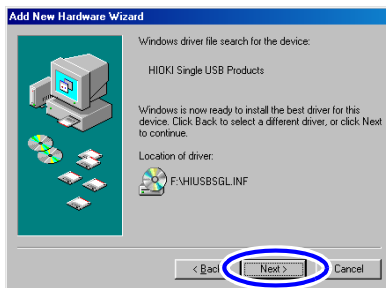 Add New Hardware Wizard
Windows driver file search for the device:
HIOKI Single USB Products
Windows is now ready to install the best driver for this
device. Click Back to select a different driver, or click Next
to continue.
Location of driver:
F:\HIUSBSGL.INF
< Back Next > Cancel